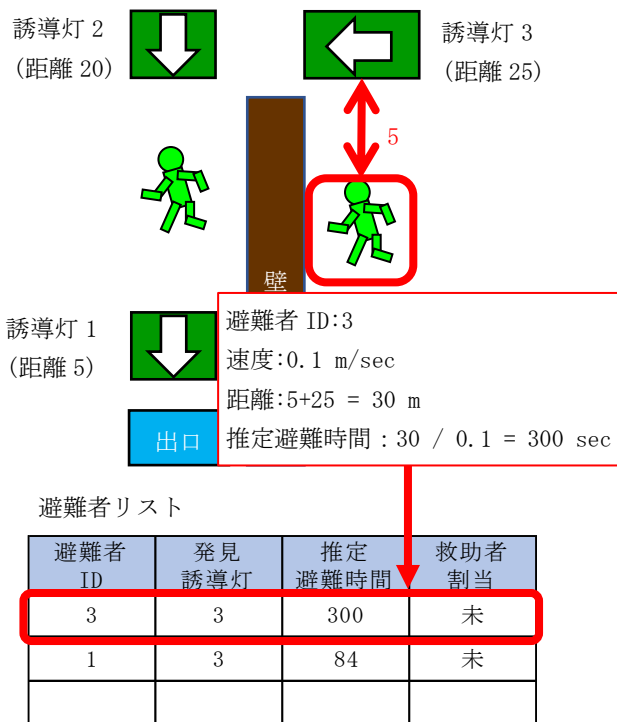 誘導灯 2
(距離 20)
誘導灯 3
(距離 25)
5
壁
誘導灯 1
(距離 5)
出口
避難者 ID:3
速度:0.1 m/sec
距離:5+25 = 30 m
推定避難時間：30 / 0.1 = 300 sec
避難者リスト
避難者 ID
発見 誘導灯
推定 避難時間
救助者 割当
3 3 300 未
1 3 84 未